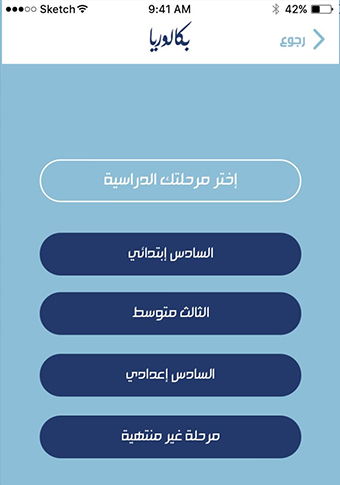 Sketch 9:41 AM 42%
رجوع
بكالوريا
إختر مرحلتك الدراسية
السادس إبتدائي
الثالث متوسط
السادس إعدادي
مرحلة غير منتهية